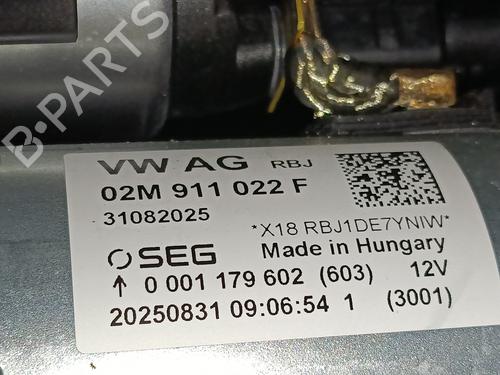 B-PARTS
VW AG RBJ
02M 911 022 F
31082025
*X18 RBJ1DE7YNIW*
SEG Made in Hungary
↑ 0 001 179 602 (603) 12V
20250831 09:06:54 1 (3001)